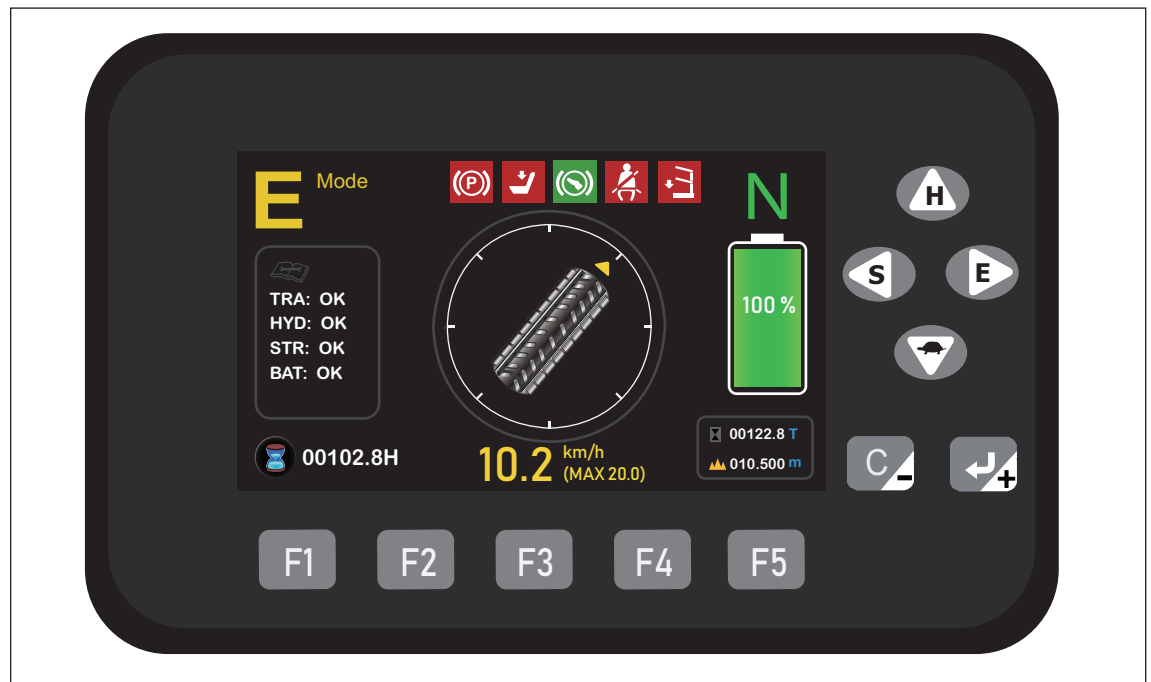 E Mode
P
N
TRA: OK
HYD: OK
STR: OK
BAT: OK
100 %
00102.8H
10.2 km/h
(MAX 20.0)
00122.8 T
010.500 m
H
S
E
C -
+
F1
F2
F3
F4
F5